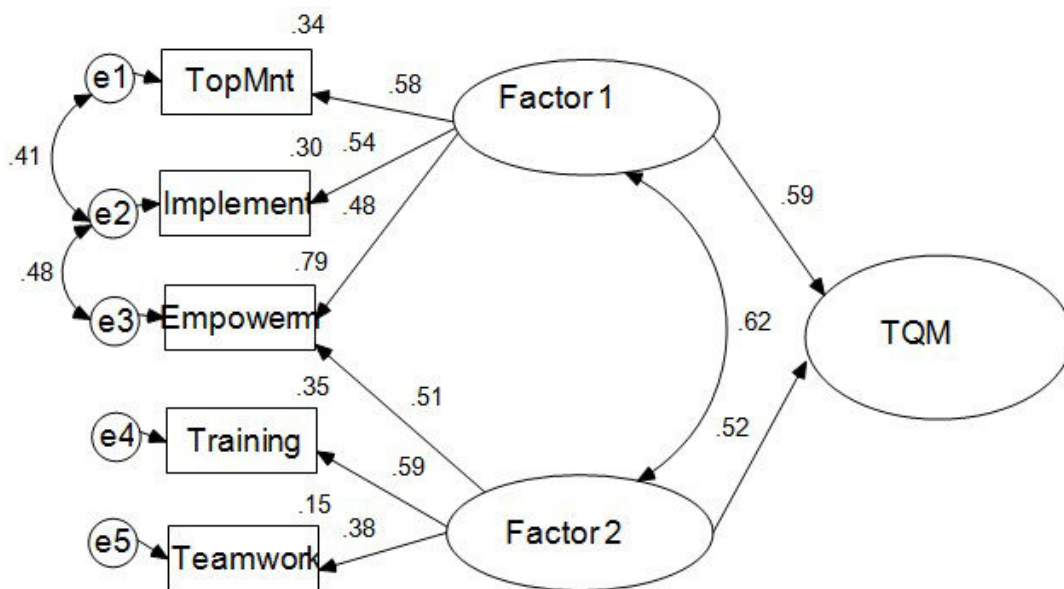 .34
e1
TopMnt
.58
Factor 1
.41
.30
.54
e2
Implement
.48
.59
.48
.79
e3
Empowerm
.62
TQM
.35
.51
e4
Training
.59
.52
.15
.38
e5
Teamwork
Factor 2